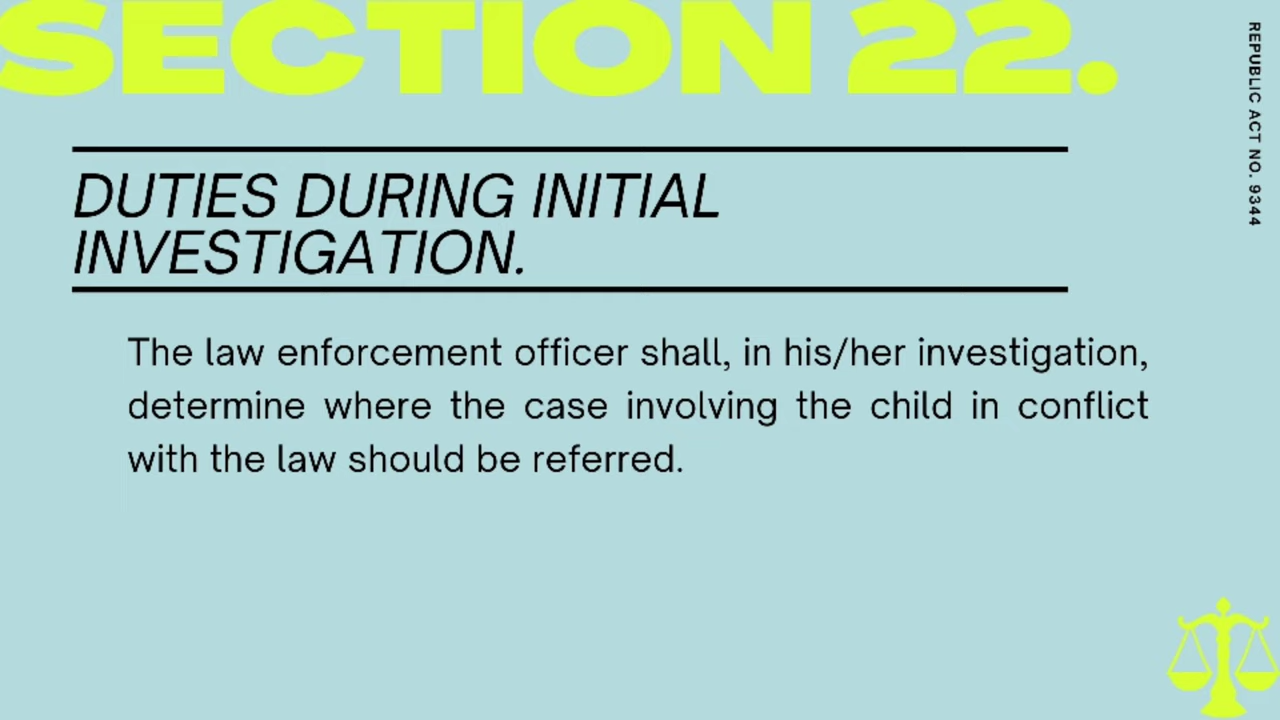 SECTION 22.
REPUBLIC ACT NO. 9344
DUTIES DURING INITIAL
INVESTIGATION.
The law enforcement officer shall, in his/her investigation,
determine where the case involving the child in conflict
with the law should be referred.